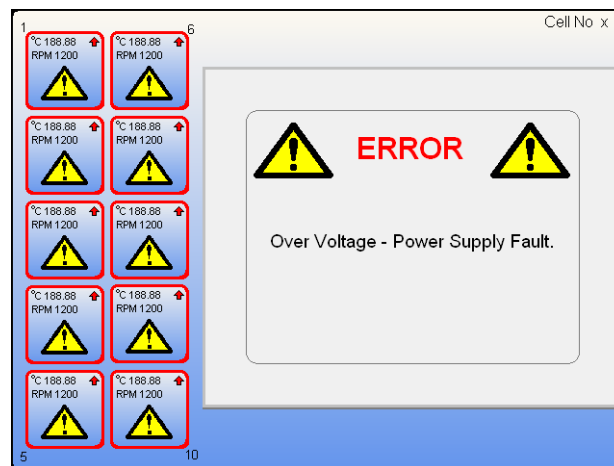 Cell No x
1
6
°C 188.88
RPM 1200
°C 188.88
RPM 1200
°C 188.88
RPM 1200
°C 188.88
RPM 1200
°C 188.88
RPM 1200
°C 188.88
RPM 1200
°C 188.88
RPM 1200
°C 188.88
RPM 1200
°C 188.88
RPM 1200
°C 188.88
RPM 1200
5
10
! ERROR !
Over Voltage - Power Supply Fault.